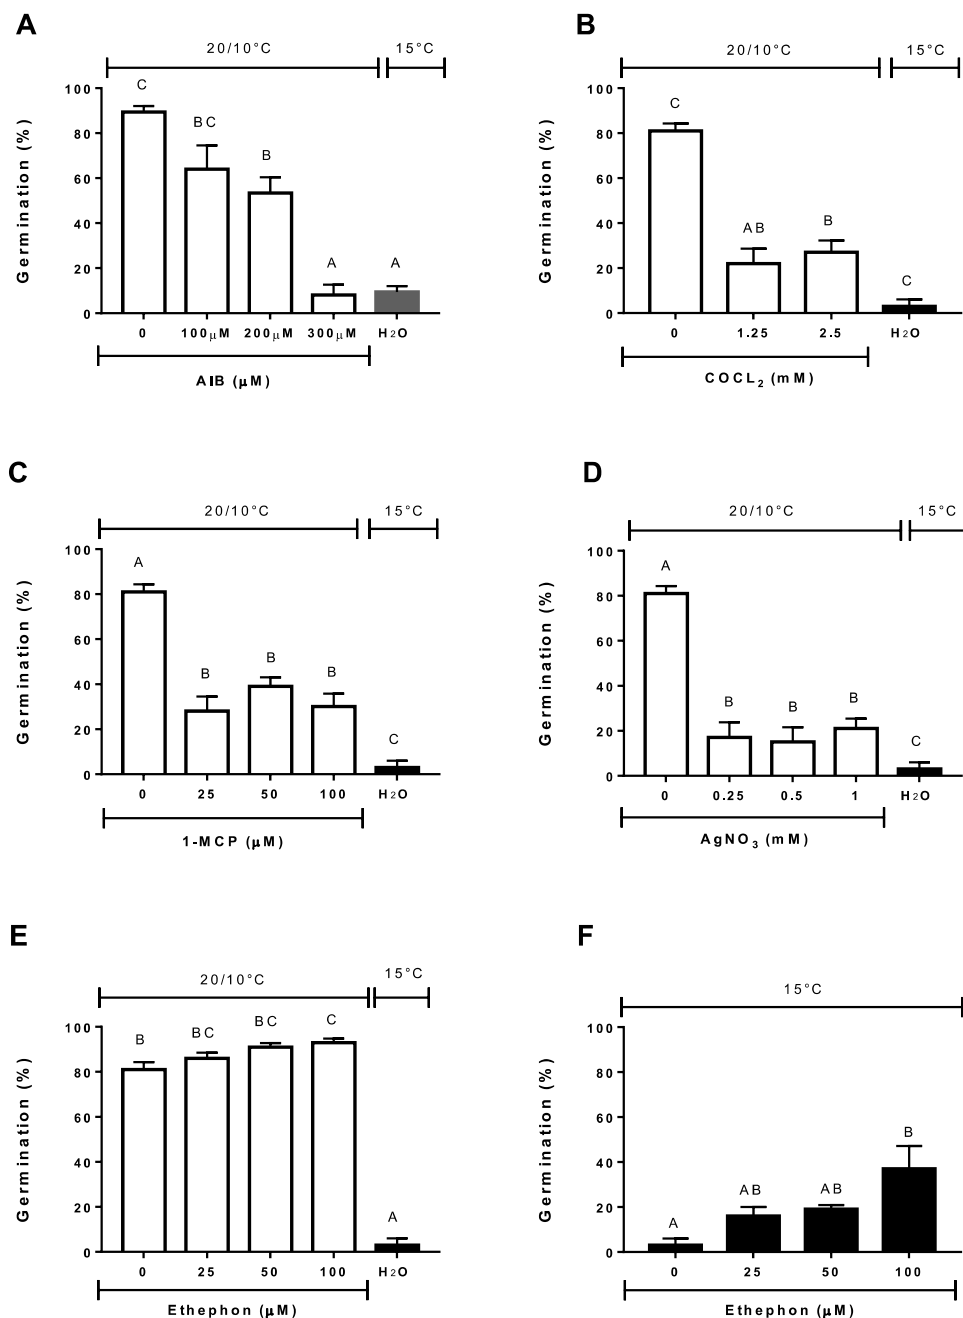 A
20/10°C
15°C
C
BC
B
A
A
Germination (%)
100
80
60
40
20
0
0
100µM
200µM
300µM
H2O
AIB (µM)
B
20/10°C
15°C
C
AB
B
C
Germination (%)
100
80
60
40
20
0
0
1.25
2.5
H2O
COCL2 (mM)
C
20/10°C
15°C
A
B
B
B
C
Germination (%)
100
80
60
40
20
0
0
25
50
100
H2O
1-MCP (µM)
D
20/10°C
15°C
A
B
B
B
C
Germination (%)
100
80
60
40
20
0
0
0.25
0.5
1
H2O
AgNO3 (mM)
E
20/10°C
15°C
B
BC
BC
C
A
Germination (%)
100
80
60
40
20
0
0
25
50
100
H2O
Ethephon (µM)
F
15°C
A
AB
AB
B
Germination (%)
100
80
60
40
20
0
0
25
50
100
Ethephon (µM)